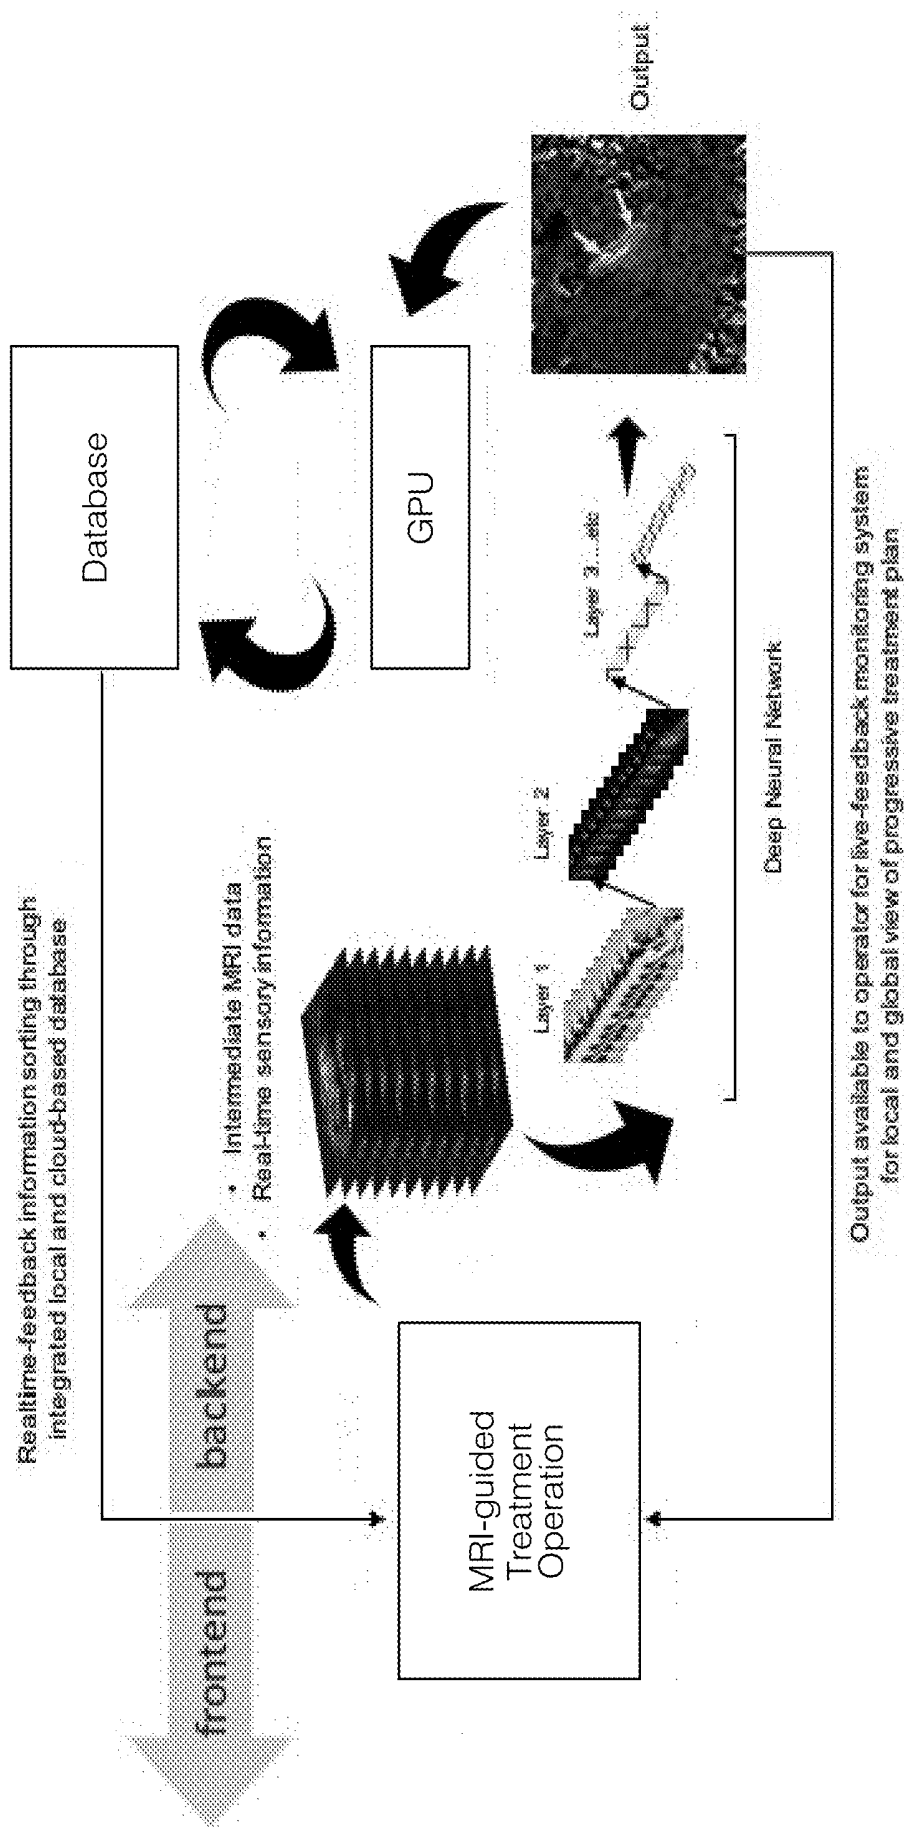 Realtime-feedback information sorting through
integrated local and cloud-based database
frontend
backend
• Intermediate MRI data
• Real-time sensory information
Database
GPU
MRI-guided
Treatment
Operation
Layer 1
Layer 2
Layer 3....etc
Output
Deep Neural Network
Output available to operator for live-feedback monitoring system
for local and global view of progressive treatment plan